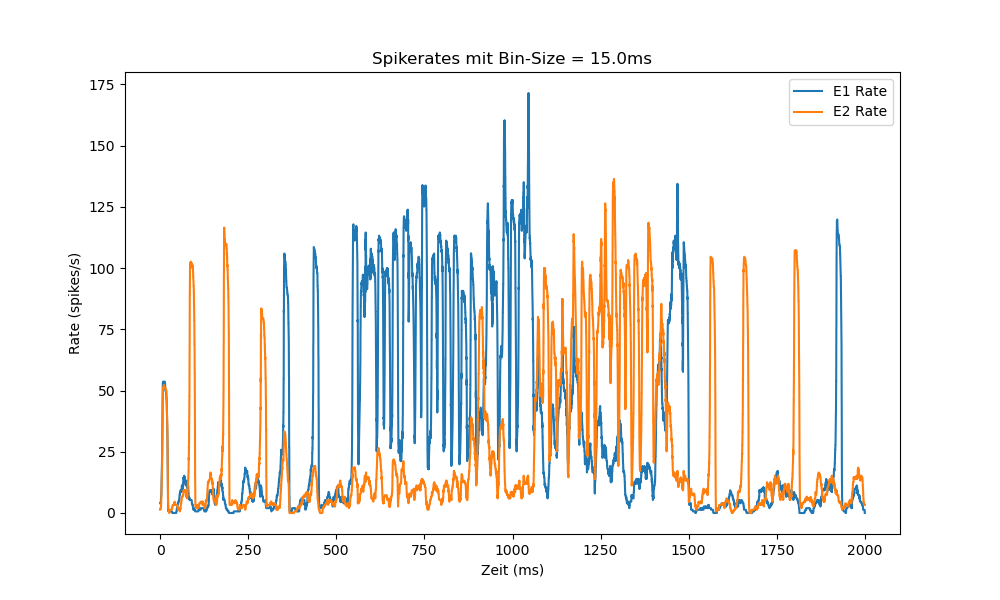 Spikerates mit Bin-Size = 15.0ms
E1 Rate
E2 Rate
175
150
125
100
75
50
25
0
Rate (spikes/s)
0 250 500 750 1000 1250 1500 1750 2000
Zeit (ms)